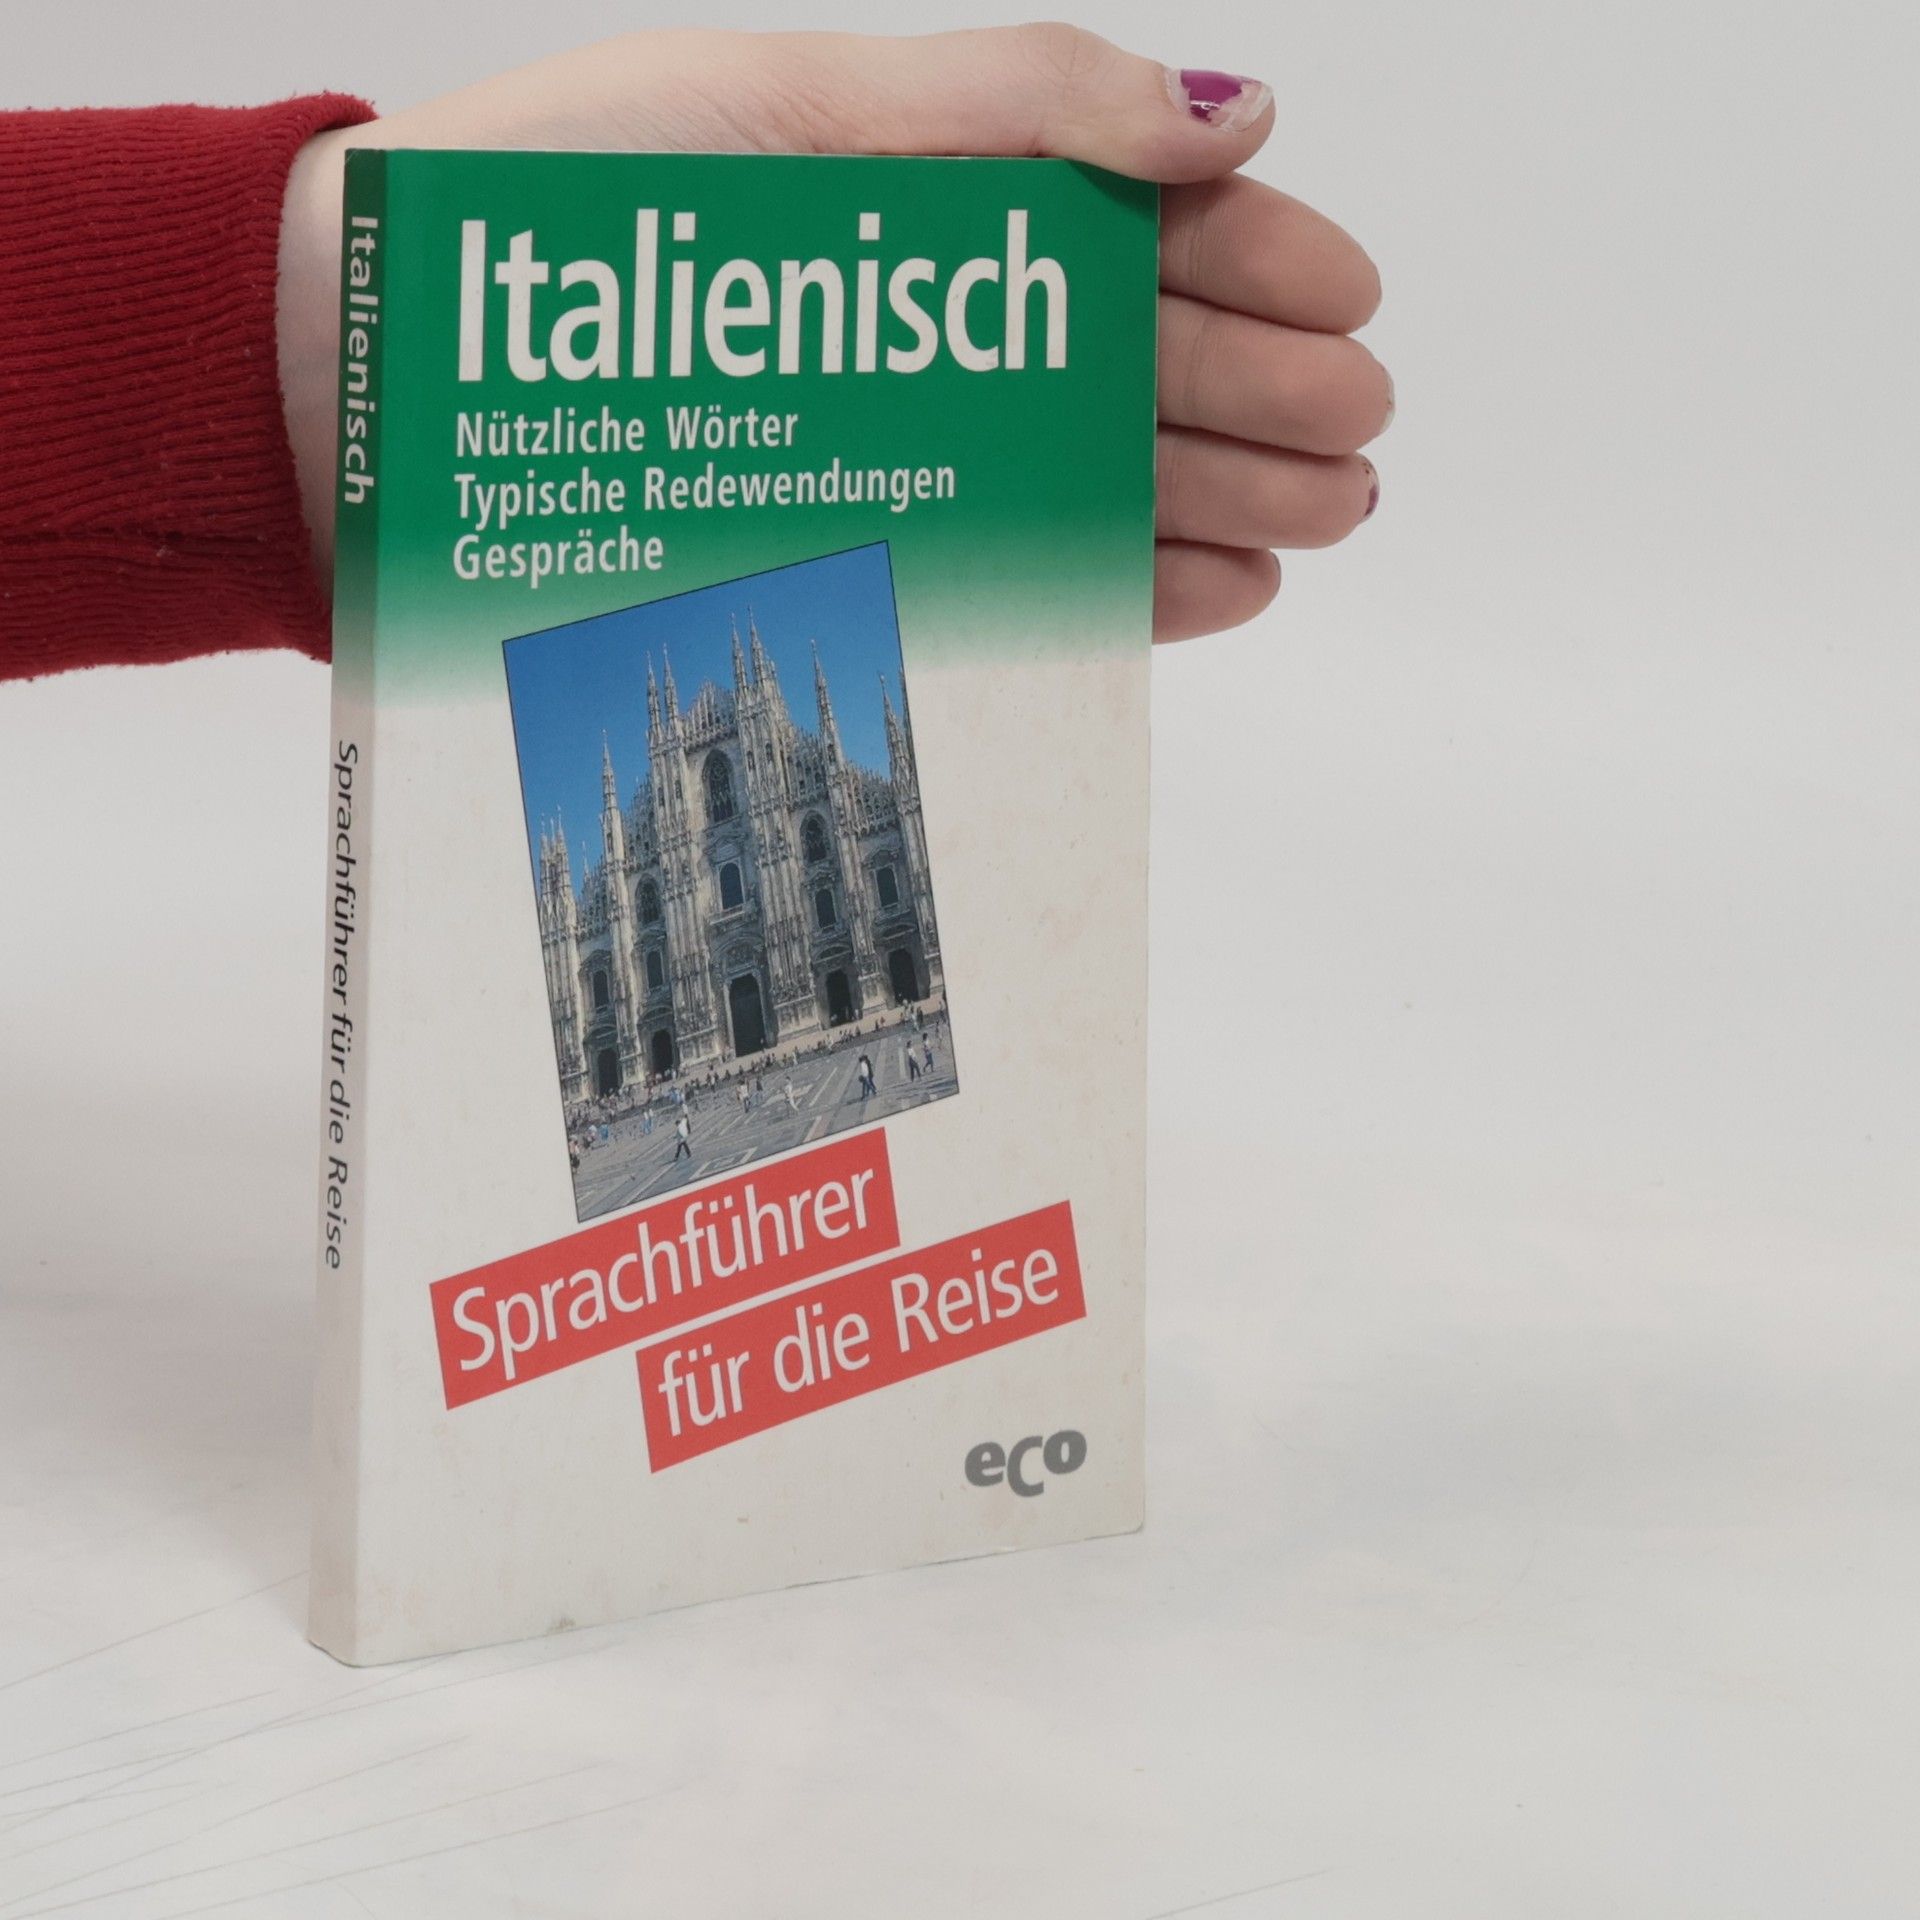 Italienisch
Sprachführer für die Reise
Italienisch
Nützliche Wörter
Typische Redewendungen
Gespräche
Sprachführer
für die Reise
eco